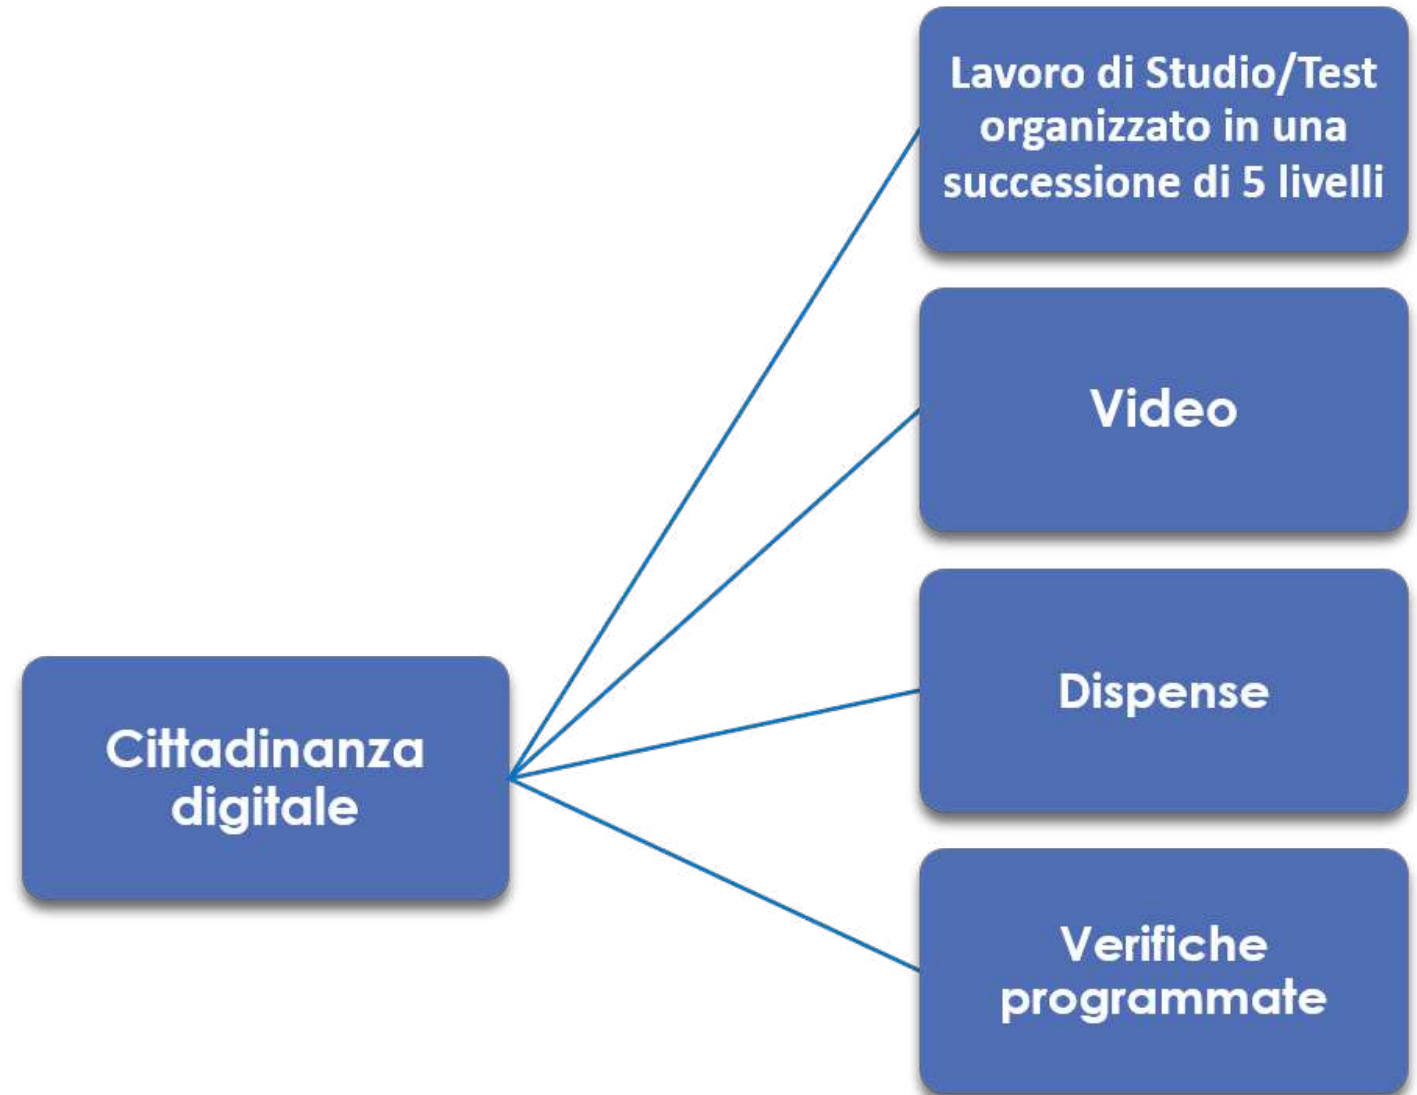 Lavoro di Studio/Test
organizzato in una
successione di 5 livelli
Video
Dispense
Cittadinanza
digitale
Verifiche
programmate